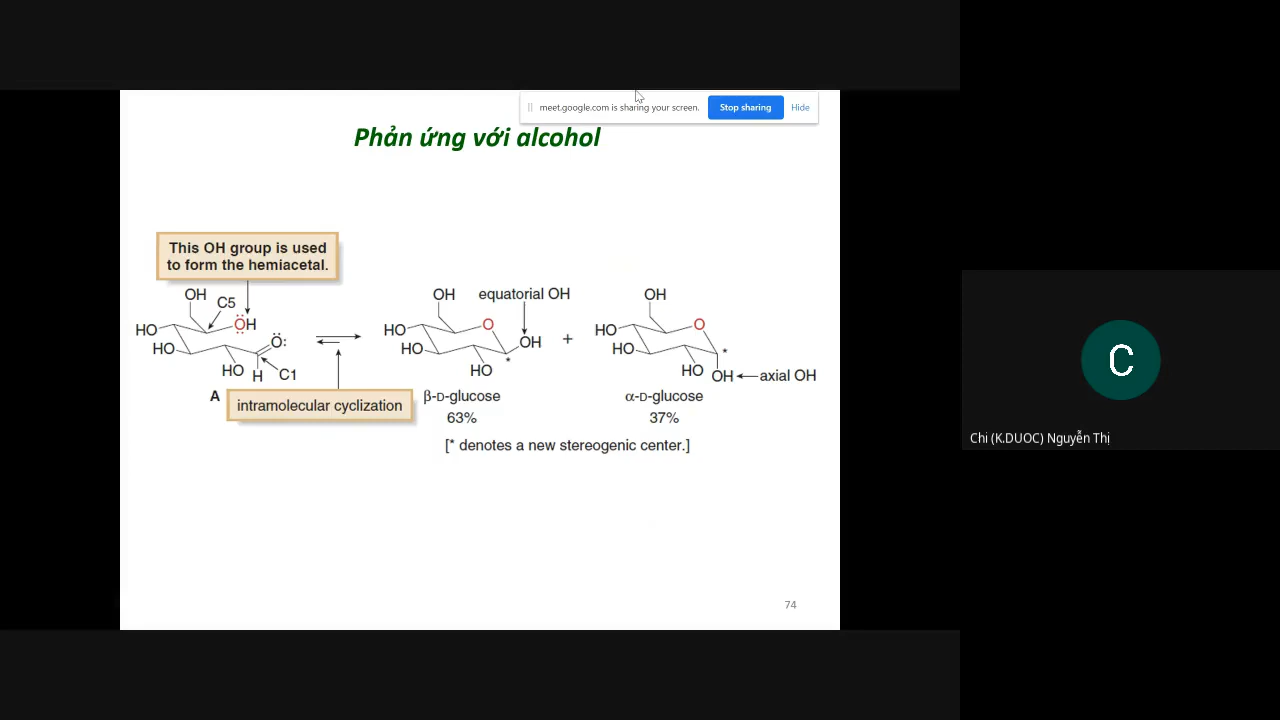 meet.google.com is sharing your screen. Stop sharing Hide
Phản ứng với alcohol
This OH group is used
to form the hemiacetal.
OH
C5
HO
ÖH
HO
Ö:
HO
H
C1
A
intramolecular cyclization
OH
equatorial OH
HO
O
HO
OH
HO
*
β-D-glucose
63%
+
OH
HO
O
HO
*
HO
OH
axial OH
α-D-glucose
37%
[* denotes a new stereogenic center.]
74
C
Chi (K.DUOC) Nguyễn Thị